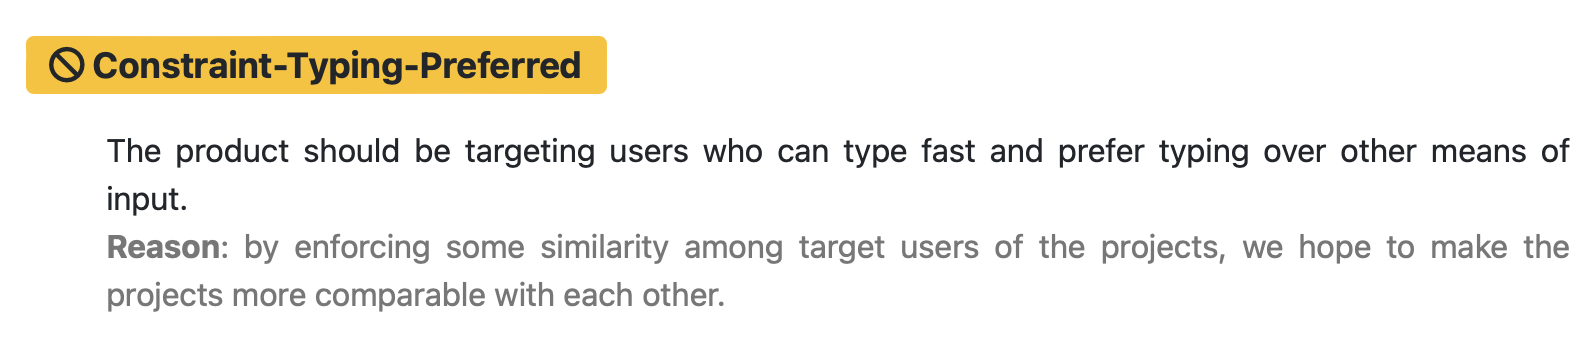 Constraint-Typing-Preferred
The product should be targeting users who can type fast and prefer typing over other means of
input.
Reason: by enforcing some similarity among target users of the projects, we hope to make the
projects more comparable with each other.